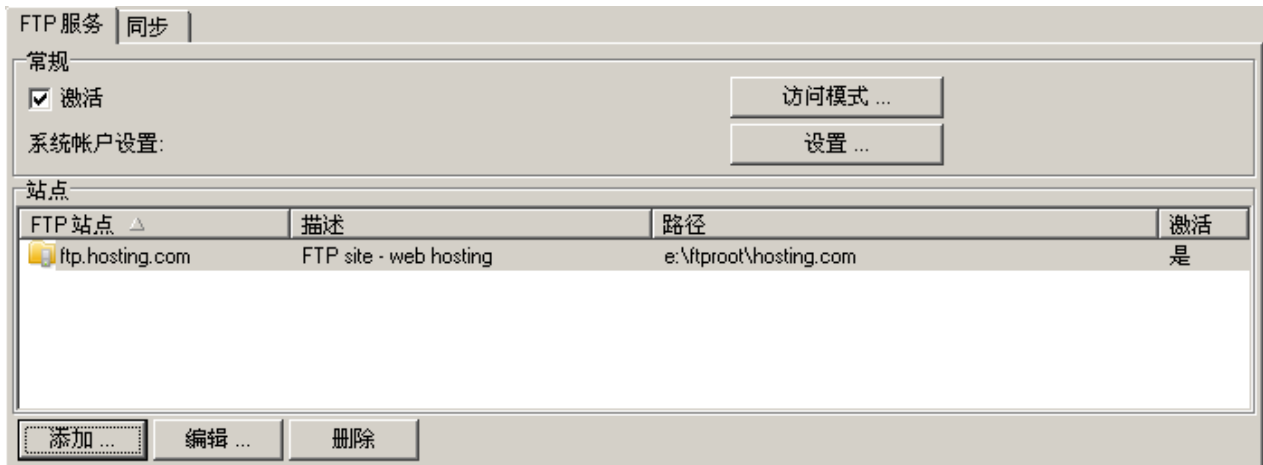 FTP 服务 同步
常规
激活 访问模式 ...
系统帐户设置: 设置 ...
站点
FTP 站点 描述 路径 激活
ftp.hosting.com FTP site - web hosting e:\ftproot\hosting.com 是
添加 ... 编辑 ... 删除